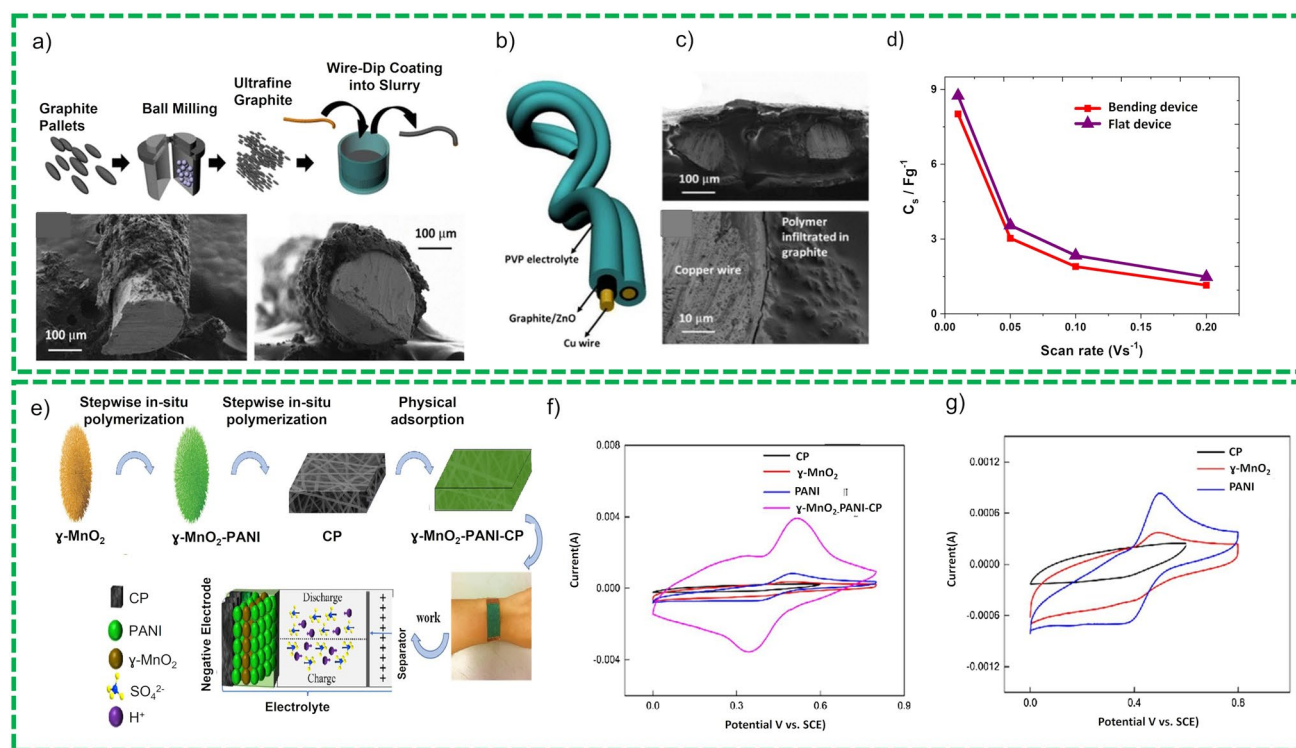 a)
Graphite
Pallets
Ball Milling
Ultrafine
Graphite
Wire-Dip Coating
into Slurry
100 μm
100 μm
b)
PVP electrolyte
Graphite/ZnO
Cu wire
c)
100 μm
Copper wire
Polymer
infiltrated in
graphite
10 μm
d)
Bending device
Flat device
9
6
3
0
Cs / Fg-1
0.00
0.05
0.10
0.15
0.20
Scan rate (Vs-1)
e)
Stepwise in-situ
polymerization
Stepwise in-situ
polymerization
Physical
adsorption
ɣ-MnO2
ɣ-MnO2-PANI
CP
ɣ-MnO2-PANI-CP
CP
PANI
ɣ-MnO2
SO42-
H+
Negative Electrode
Discharge
Charge
Separator
work
Electrolyte
f)
CP
ɣ-MnO2
PANI
ɣ-MnO2-PANI-CP
0.008
0.004
0.000
-0.004
Current(A)
0.0
0.3
0.6
0.9
Potential V vs. SCE)
g)
CP
ɣ-MnO2
PANI
0.0012
0.0006
0.0000
-0.0006
-0.0012
Current(A)
0.0
0.4
Potential V vs. SCE)